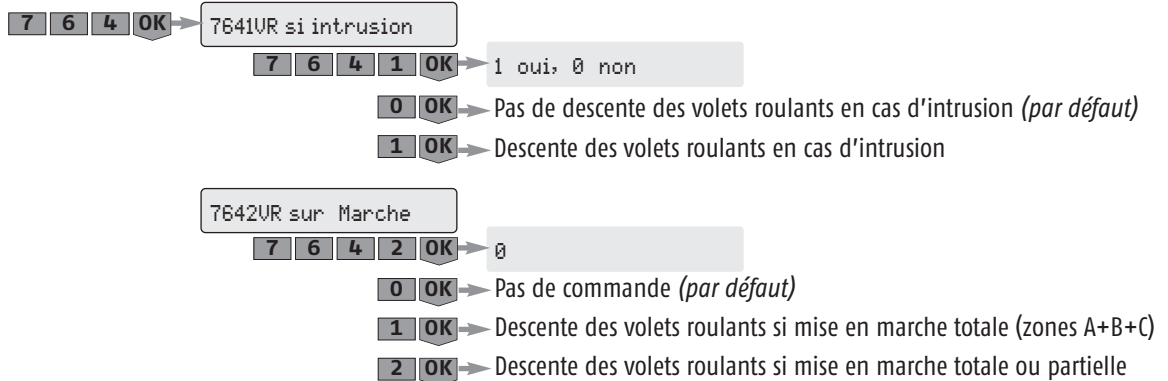 7 6 4 OK 7641VR si intrusion
7 6 4 1 OK 1 oui, 0 non
0 OK Pas de descente des volets roulants en cas d'intrusion (par défaut)
1 OK Descente des volets roulants en cas d'intrusion
7642VR sur Marche
7 6 4 2 OK 0
0 OK Pas de commande (par défaut)
1 OK Descente des volets roulants si mise en marche totale (zones A+B+C)
2 OK Descente des volets roulants si mise en marche totale ou partielle